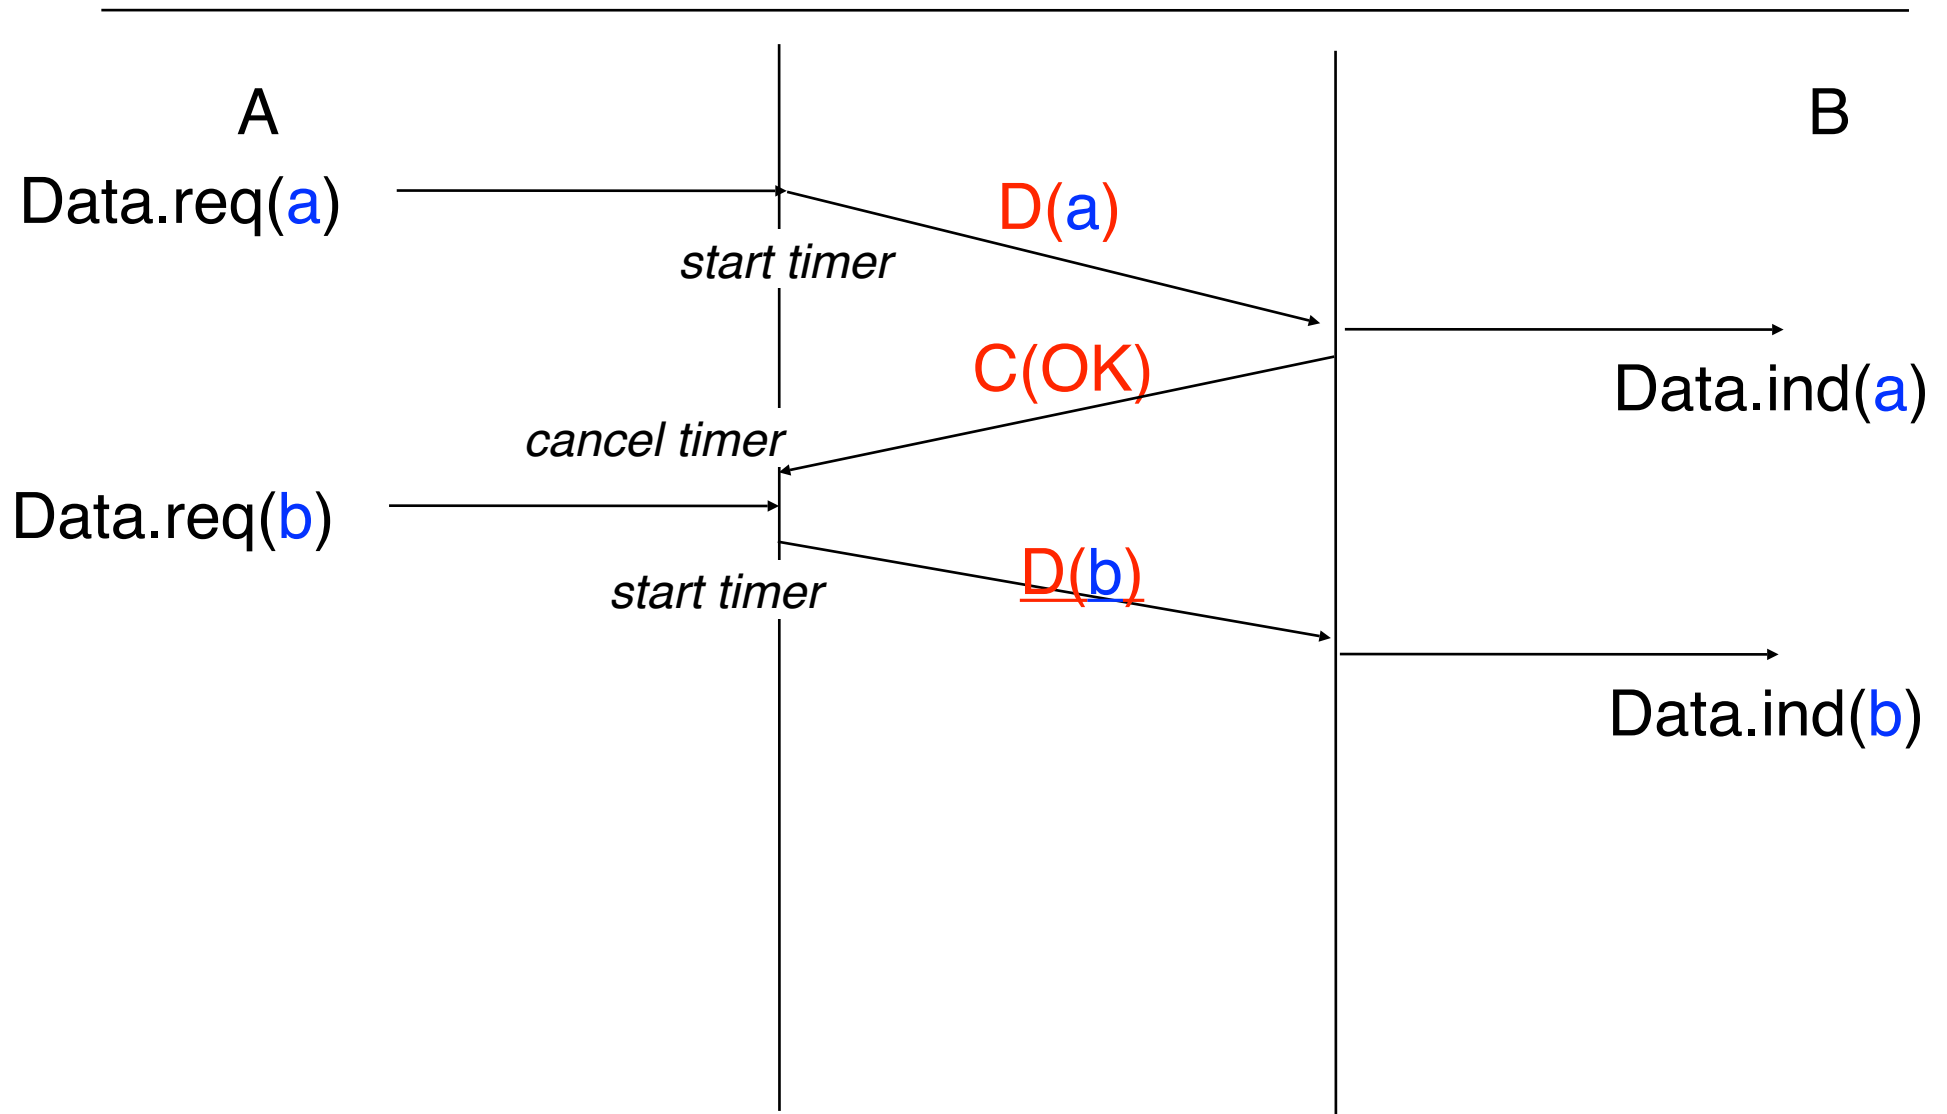 A
B
Data.req(a)
D(a)
start timer
C(OK)
Data.ind(a)
cancel timer
Data.req(b)
D(b)
start timer
Data.ind(b)